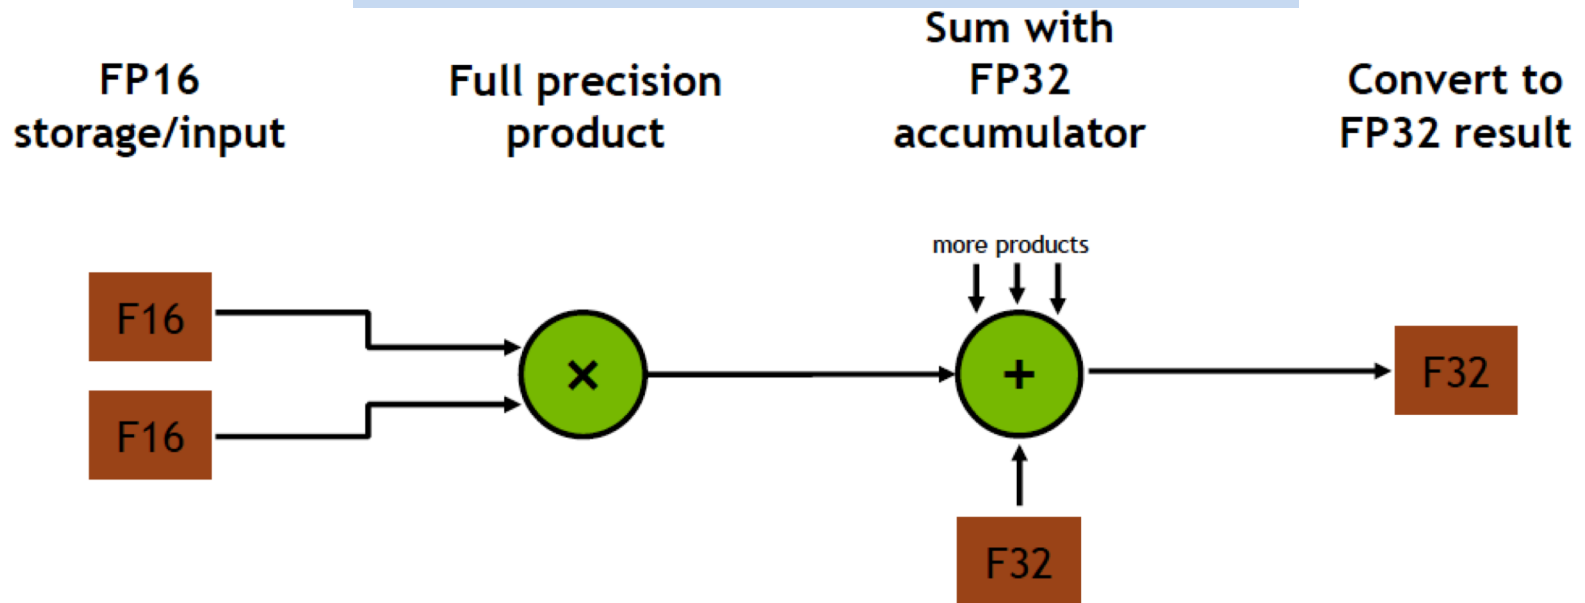 FP16
storage/input
Full precision
product
Sum with
FP32
accumulator
Convert to
FP32 result
more products
F16
F16
×
+
F32
F32